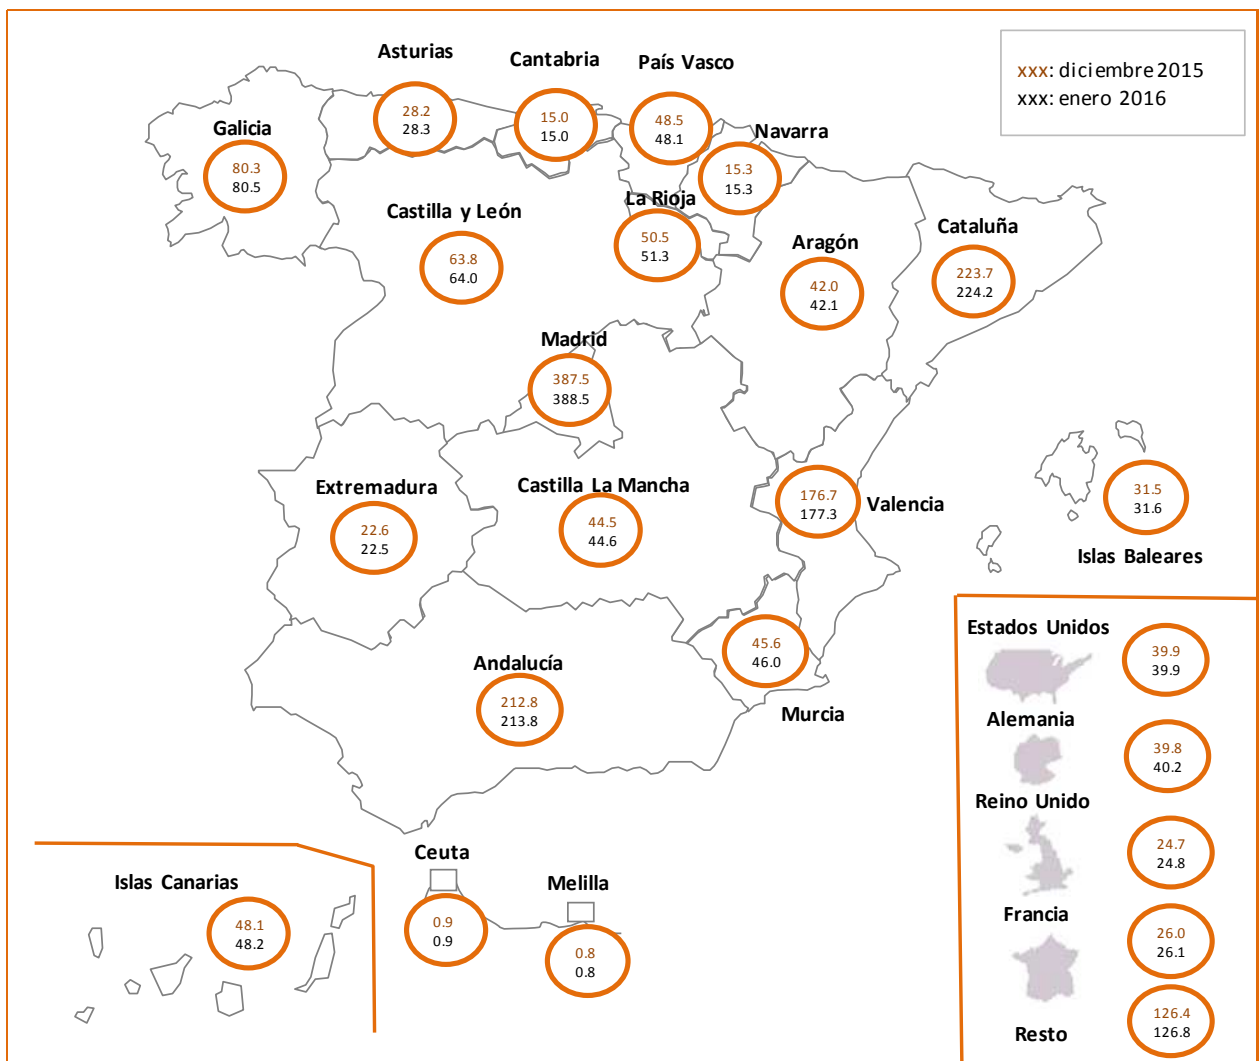 xxx: diciembre 2015
xxx: enero 2016
Asturias
28.2
28.3
Cantabria
15.0
15.0
País Vasco
48.5
48.1
Navarra
15.3
15.3
Galicia
80.3
80.5
Castilla y León
63.8
64.0
La Rioja
50.5
51.3
Aragón
42.0
42.1
Cataluña
223.7
224.2
Madrid
387.5
388.5
Extremadura
22.6
22.5
Castilla La Mancha
44.5
44.6
176.7
177.3
Valencia
31.5
31.6
Islas Baleares
Andalucía
212.8
213.8
45.6
46.0
Murcia
Estados Unidos
39.9
39.9
Alemania
39.8
40.2
Reino Unido
24.7
24.8
Francia
26.0
26.1
Resto
126.4
126.8
Islas Canarias
48.1
48.2
Ceuta
0.9
0.9
Melilla
0.8
0.8